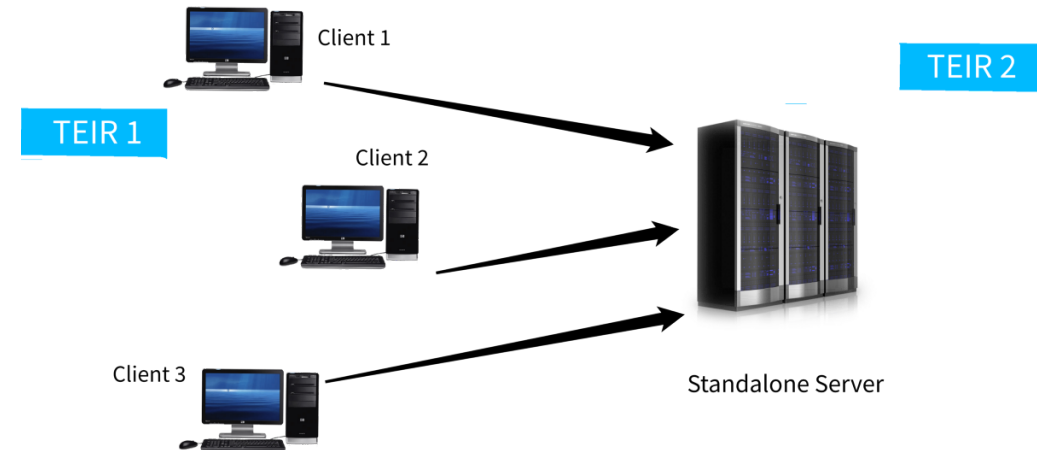 Client 1
TEIR 2
TEIR 1
Client 2
Client 3
Standalone Server